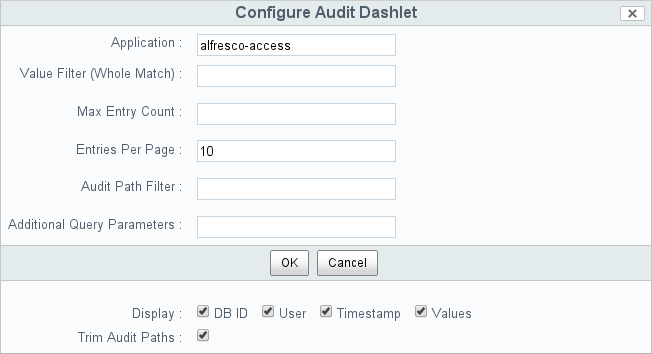 Configure Audit Dashlet
Application : alfresco-access
Value Filter (Whole Match) :
Max Entry Count :
Entries Per Page : 10
Audit Path Filter :
Additional Query Parameters :
OK Cancel
Display : DB ID User Timestamp Values
Trim Audit Paths :